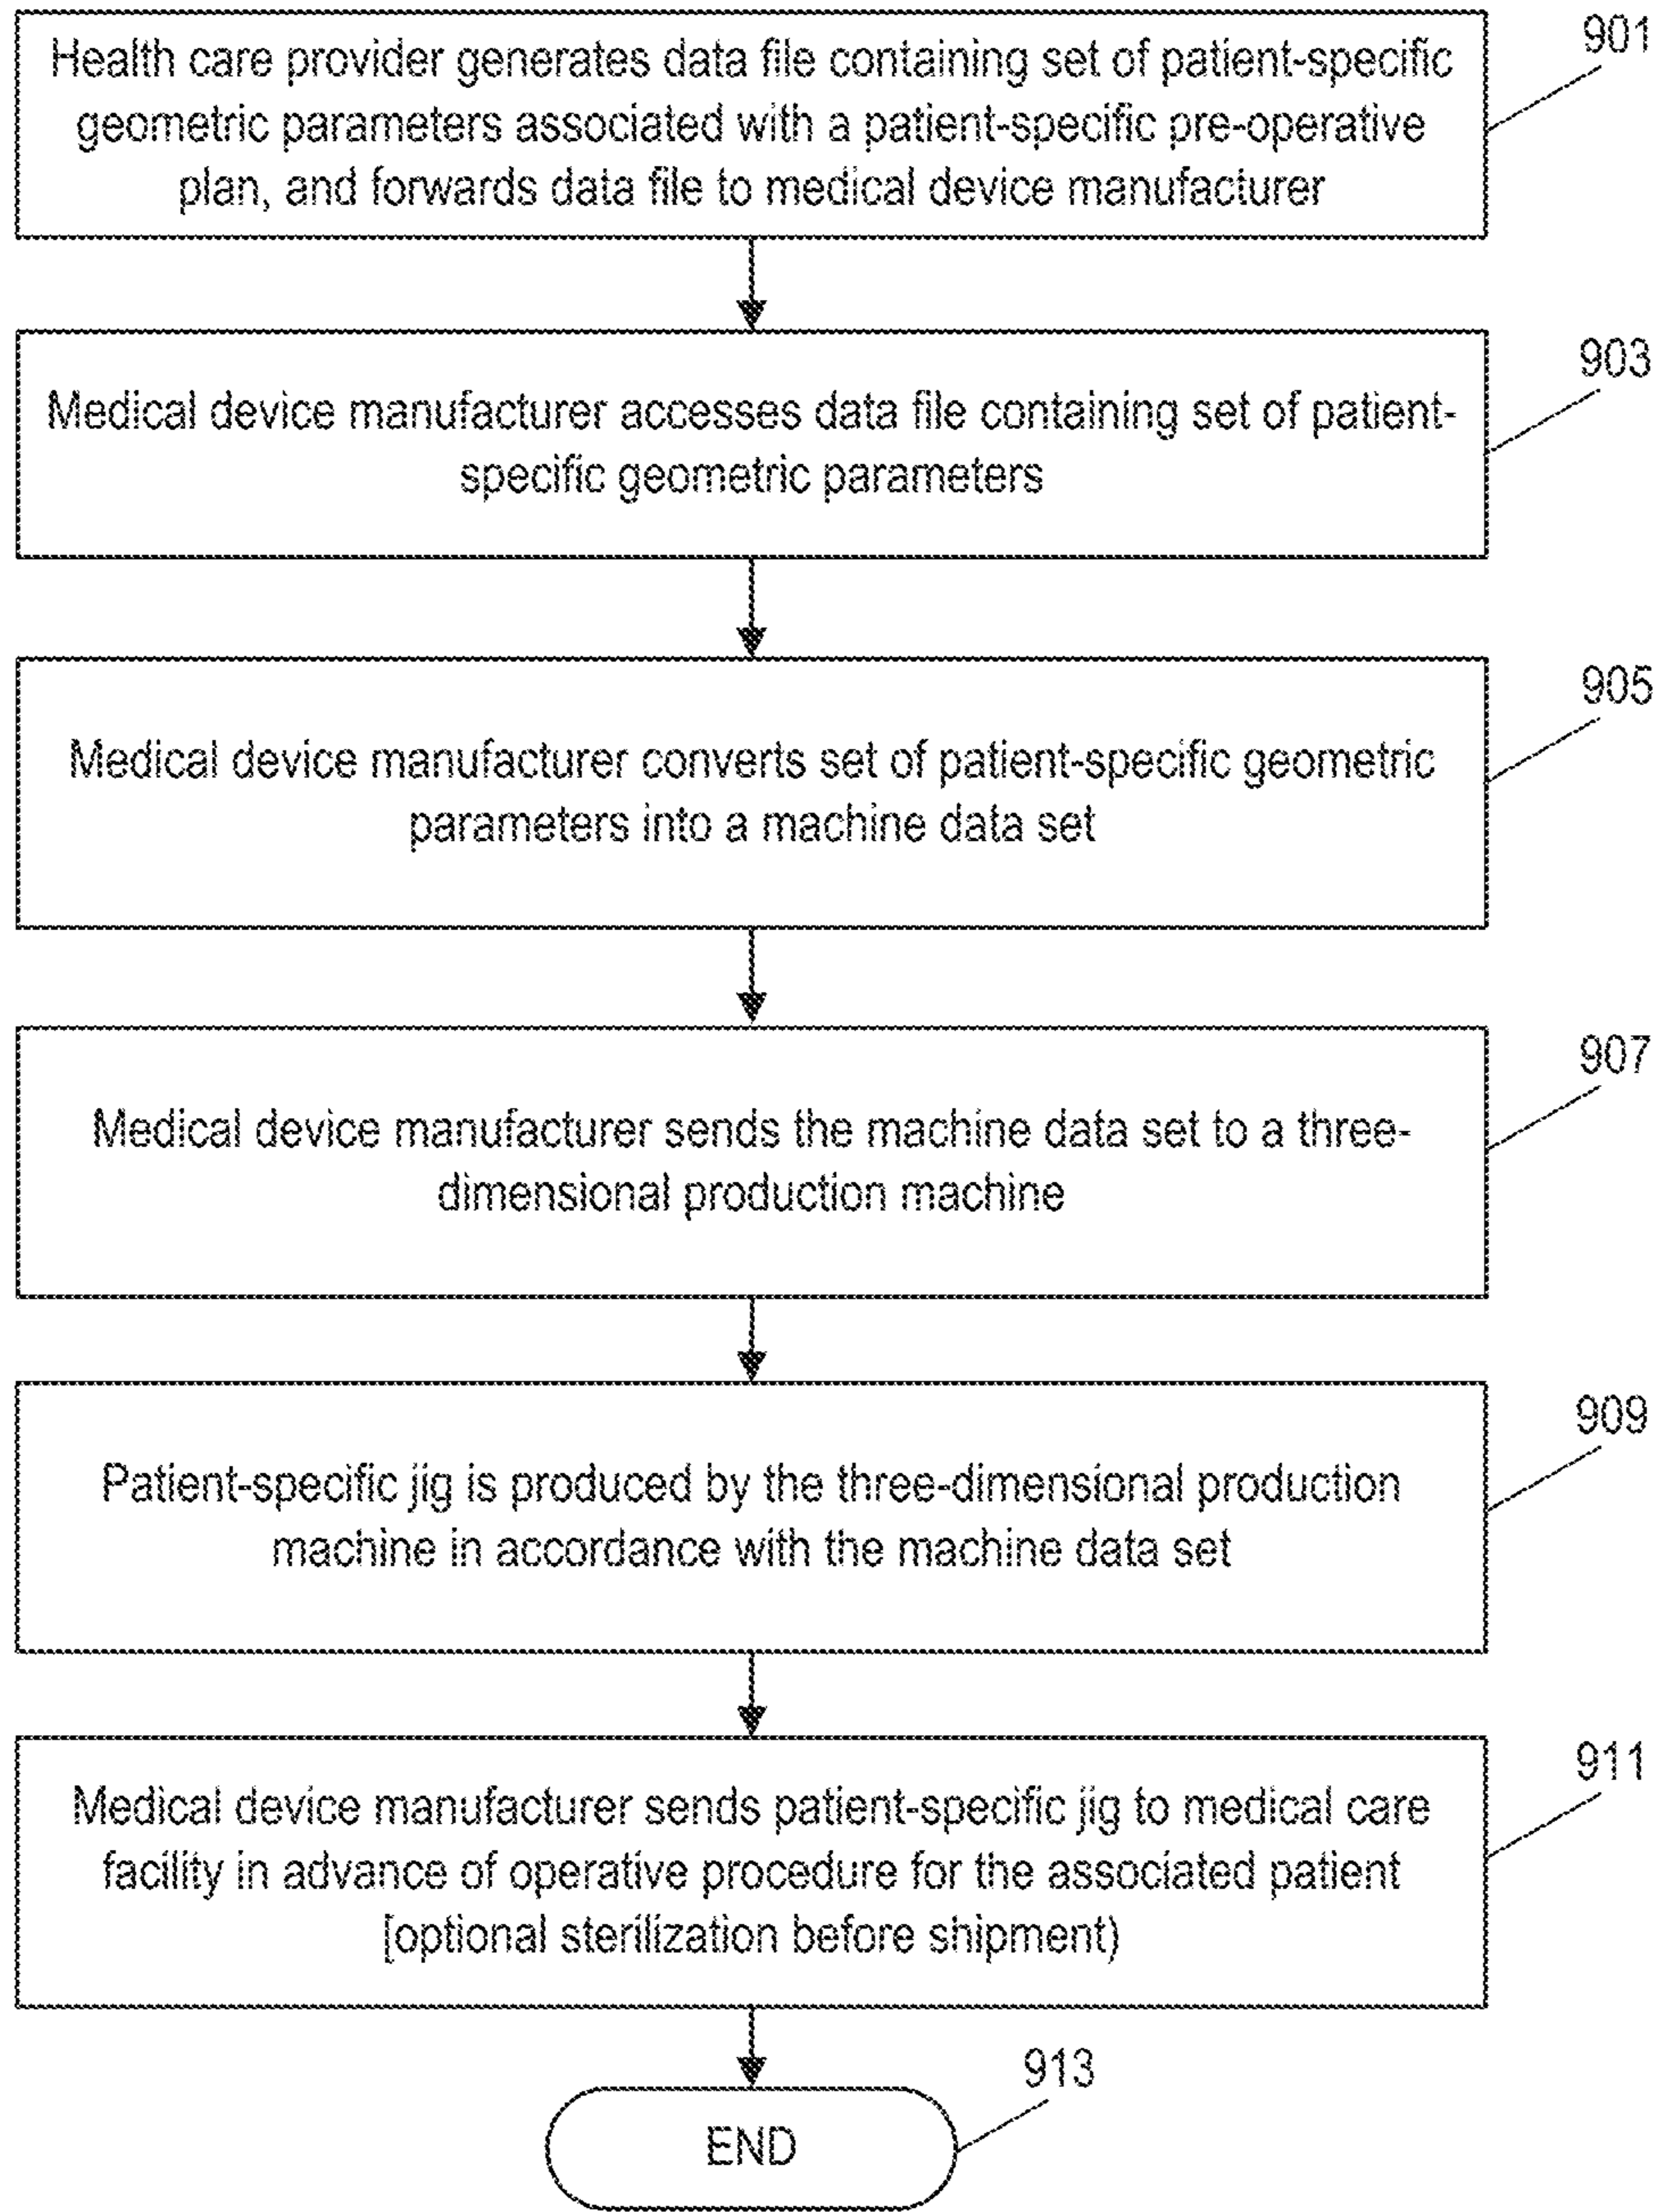 901
Health care provider generates data file containing set of patient-specific
geometric parameters associated with a patient-specific pre-operative
plan, and forwards data file to medical device manufacturer
903
Medical device manufacturer accesses data file containing set of patient-
specific geometric parameters
905
Medical device manufacturer converts set of patient-specific geometric
parameters into a machine data set
907
Medical device manufacturer sends the machine data set to a three-
dimensional production machine
909
Patient-specific jig is produced by the three-dimensional production
machine in accordance with the machine data set
911
Medical device manufacturer sends patient-specific jig to medical care
facility in advance of operative procedure for the associated patient
[optional sterilization before shipment)
913
END